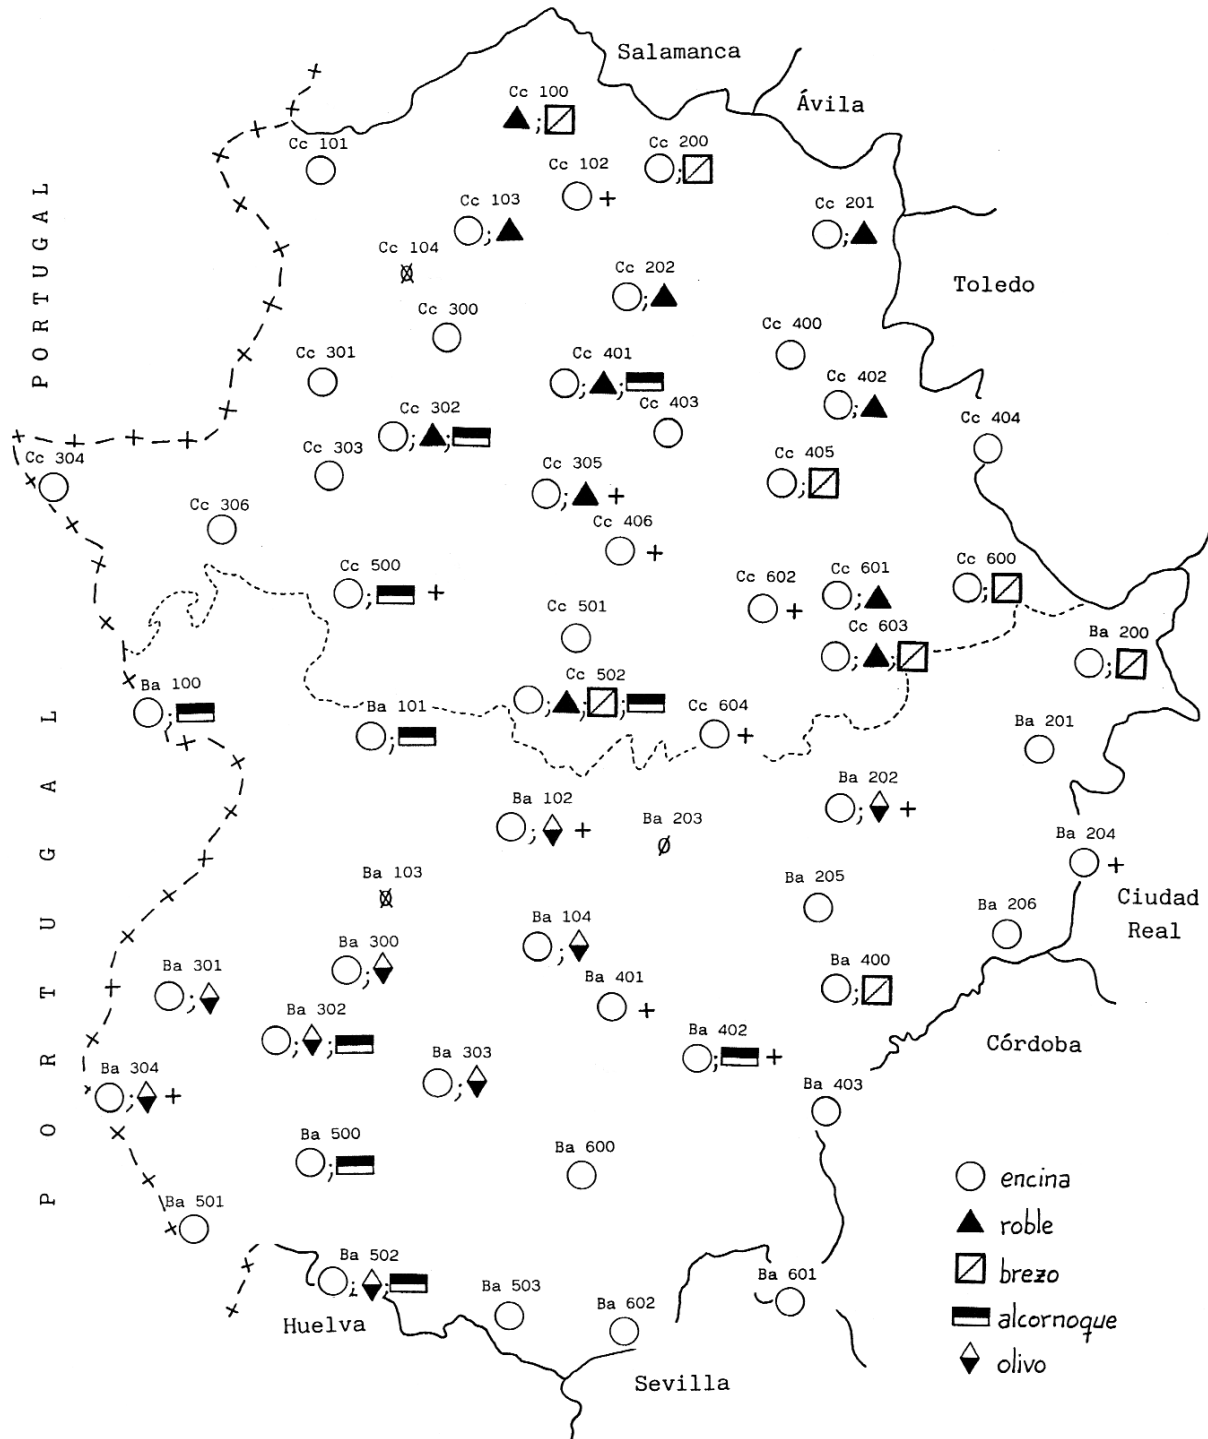 Salamanca
Ávila
Cc 100
Cc 101
Cc 102
Cc 200
Cc 103
Cc 201
Cc 104
Cc 202
Toledo
PORTUGAL
Cc 300
Cc 400
Cc 301
Cc 401
Cc 402
Cc 302
Cc 403
Cc 404
Cc 303
Cc 304
Cc 305
Cc 405
Cc 306
Cc 406
Cc 500
Cc 602
Cc 601
Cc 600
Cc 501
Cc 603
Ba 200
Cc 502
Ba 100
Ba 101
Cc 604
Ba 201
PORTUGAL
Ba 202
Ba 102
Ba 203
Ba 204
Ba 103
Ba 205
Ciudad
Real
Ba 206
Ba 104
Ba 300
Ba 301
Ba 401
Ba 400
Ba 302
Ba 402
Córdoba
Ba 303
Ba 304
Ba 403
Ba 500
Ba 600
encina
Ba 501
roble
Ba 502
Ba 601
brezo
Ba 503
Ba 602
Huelva
alcornoque
olivo
Sevilla